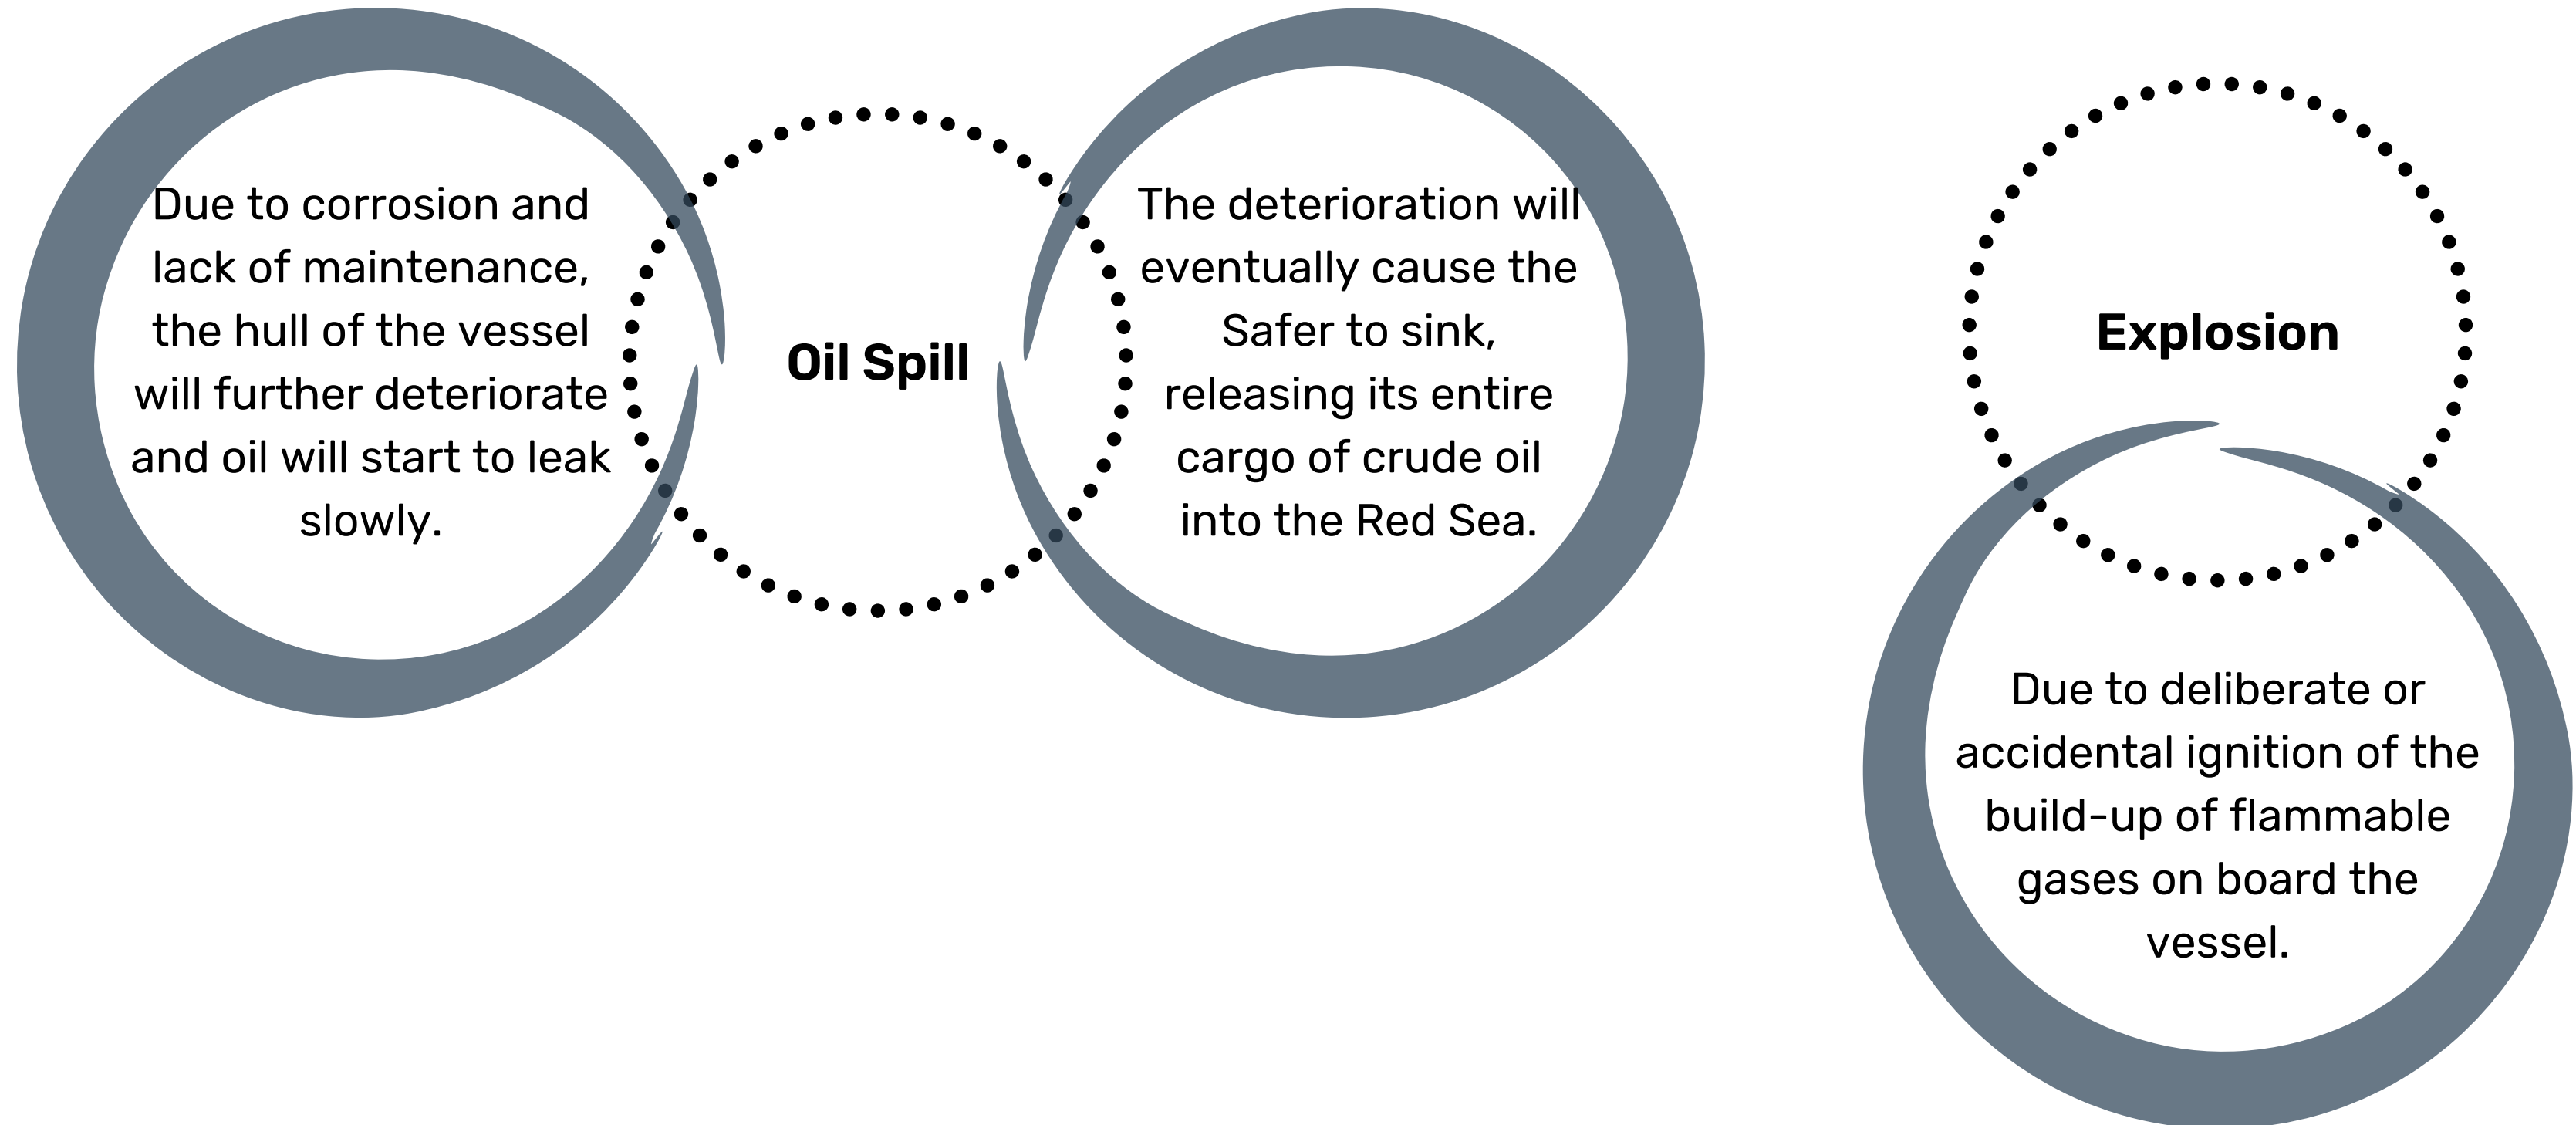 Due to corrosion and
lack of maintenance,
the hull of the vessel
will further deteriorate
and oil will start to leak
slowly.
Oil Spill
The deterioration will
eventually cause the
Safer to sink,
releasing its entire
cargo of crude oil
into the Red Sea.
Explosion
Due to deliberate or
accidental ignition of the
build-up of flammable
gases on board the
vessel.